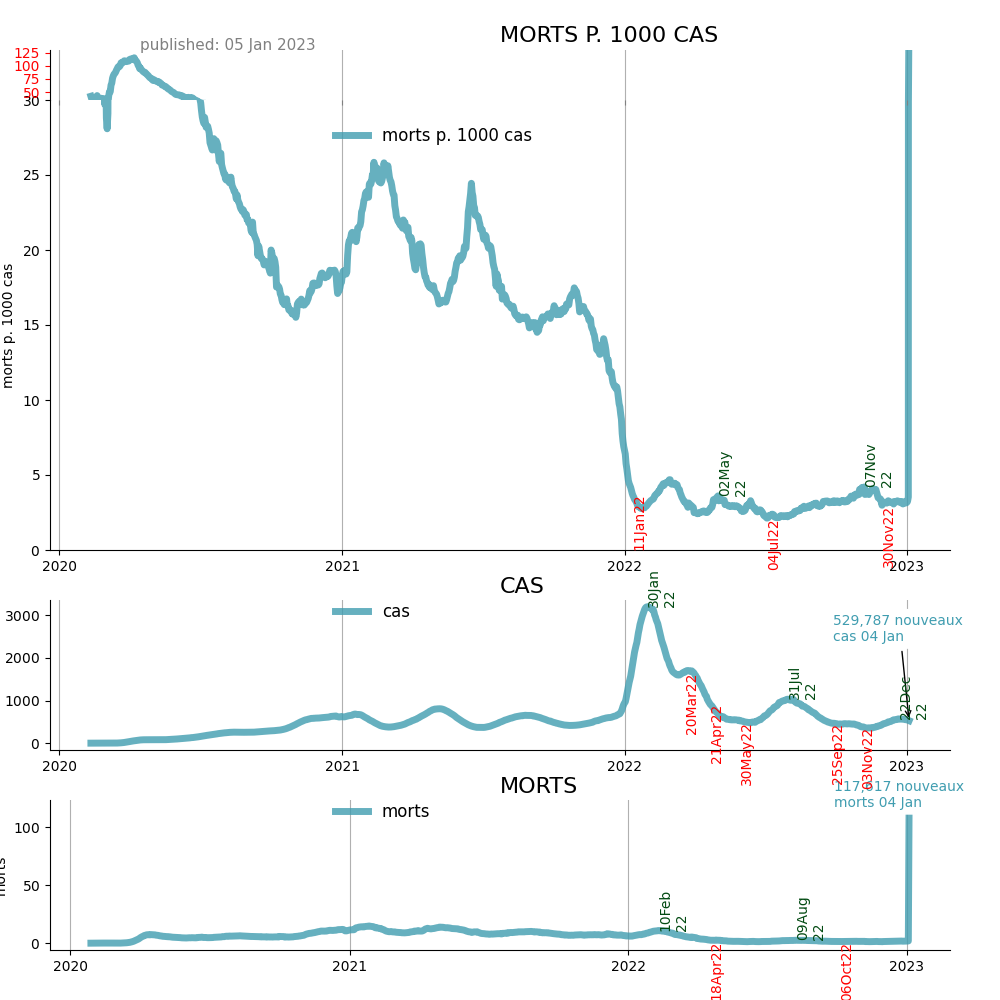 MORTS P. 1000 CAS
published: 05 Jan 2023
125
100
75
50
30
25
20
15
10
5
0
morts p. 1000 cas
morts p. 1000 cas
11Jan22
02May
22
04Jul22
07Nov
22
30Nov22
2020
2021
2022
2023
CAS
cas
3000
2000
1000
0
30Jan
22
20Mar22
21Apr22
30May22
31Jul
22
25Sep22
03Nov22
22Dec
22
529,787 nouveaux
cas 04 Jan
2020
2021
2022
2023
MORTS
morts
morts
100
50
0
10Feb
22
18Apr22
09Aug
22
06Oct22
nouveaux
morts 04 Jan
2020
2021
2022
2023